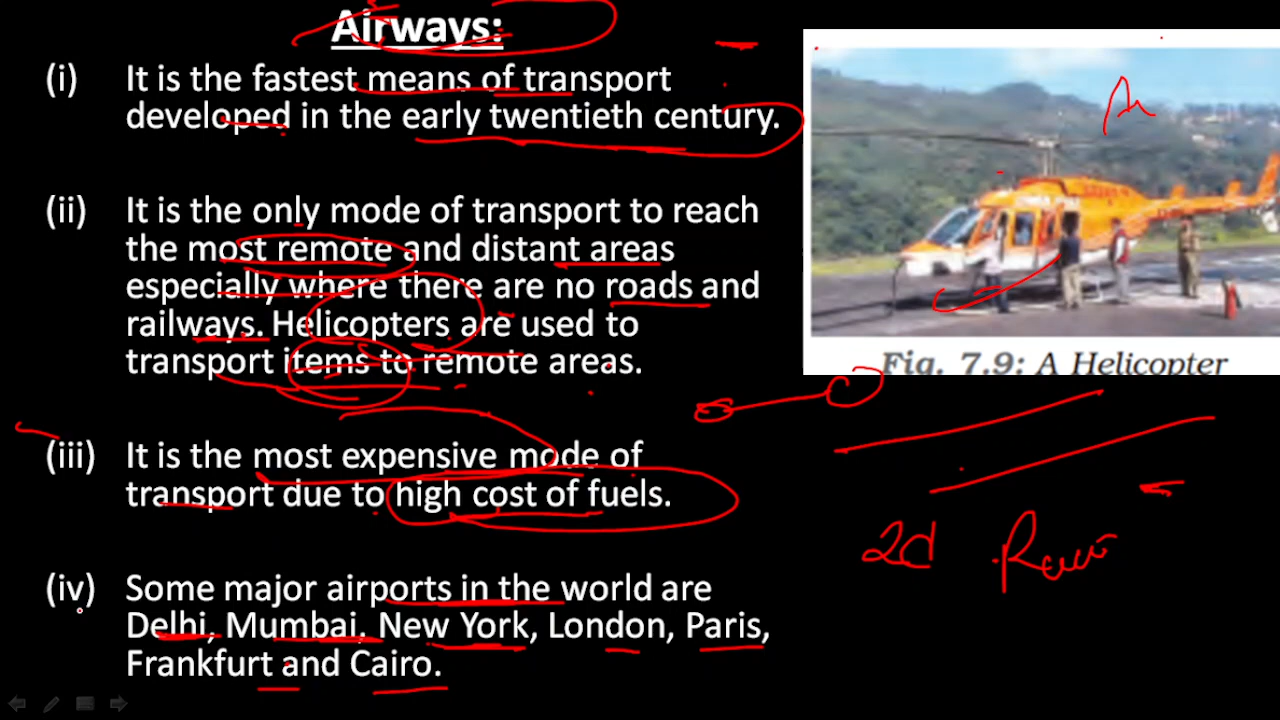 Airways:
(i) It is the fastest means of transport
developed in the early twentieth century.
(ii) It is the only mode of transport to reach
the most remote and distant areas
especially where there are no roads and
railways. Helicopters are used to
transport items to remote areas.
(iii) It is the most expensive mode of
transport due to high cost of fuels.
(iv) Some major airports in the world are
Delhi, Mumbai, New York, London, Paris,
Frankfurt and Cairo.
Fig. 7.9: A Helicopter